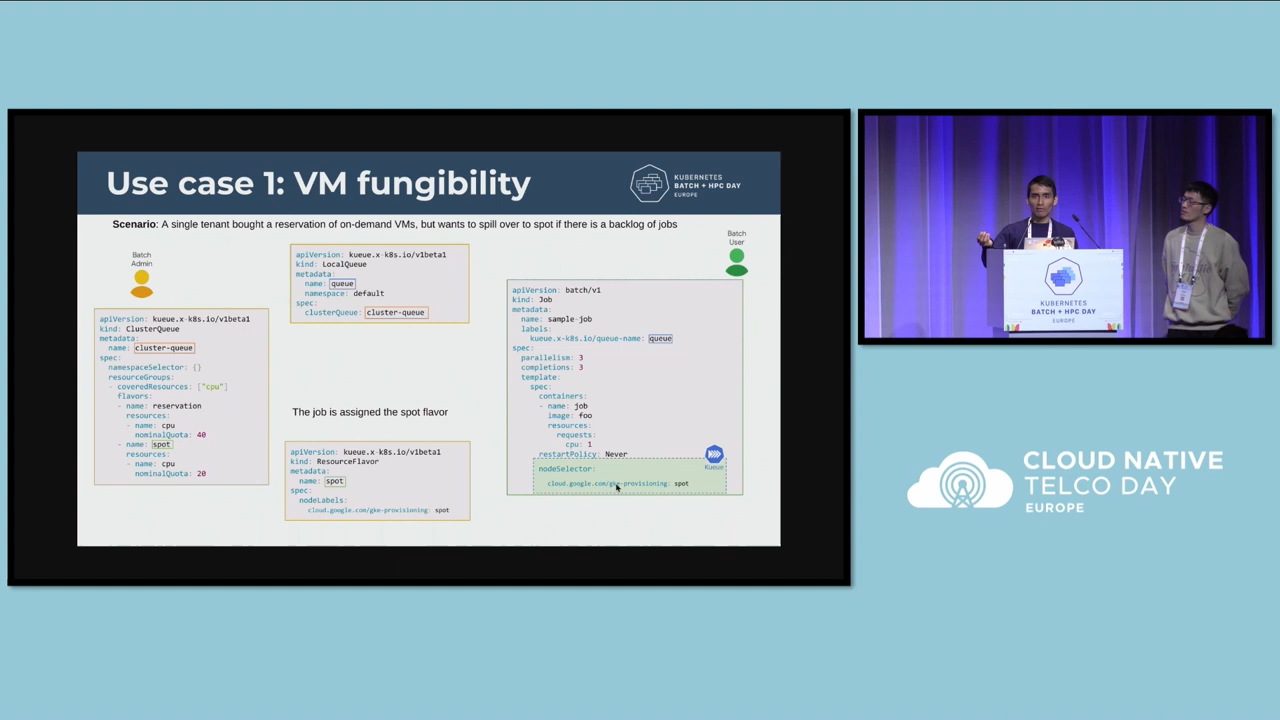 Use case 1: VM fungibility
KUBERNETES
BATCH + HPC DAY
EUROPE
Scenario: A single tenant bought a reservation of on-demand VMs, but wants to spill over to spot if there is a backlog of jobs
Batch
Admin
apiVersion: kueue.x-k8s.io/v1beta1
kind: ClusterQueue
metadata:
name: cluster-queue
spec:
namespaceSelector: {}
resourceGroups:
- coveredResources: ["cpu"]
flavors:
- name: reservation
resources:
- name: cpu
nominalQuota: 40
- name: spot
resources:
- name: cpu
nominalQuota: 20
apiVersion: kueue.x-k8s.io/v1beta1
kind: LocalQueue
metadata:
name: queue
namespace: default
spec:
clusterQueue: cluster-queue
The job is assigned the spot flavor
apiVersion: kueue.x-k8s.io/v1beta1
kind: ResourceFlavor
metadata:
name: spot
spec:
nodeLabels:
cloud.google.com/gke-provisioning: spot
Batch
User
apiVersion: batch/v1
kind: Job
metadata:
name: sample-job
labels:
kueue.x-k8s.io/queue-name: queue
spec:
parallelism: 3
completions: 3
template:
spec:
containers:
- name: job
image: foo
resources:
requests:
cpu: 1
restartPolicy: Never
Kueue
nodeSelector:
cloud.google.com/gke-provisioning: spot
KUBERNETES
BATCH + HPC DAY
EUROPE
CLOUD NATIVE
TELCO DAY
EUROPE